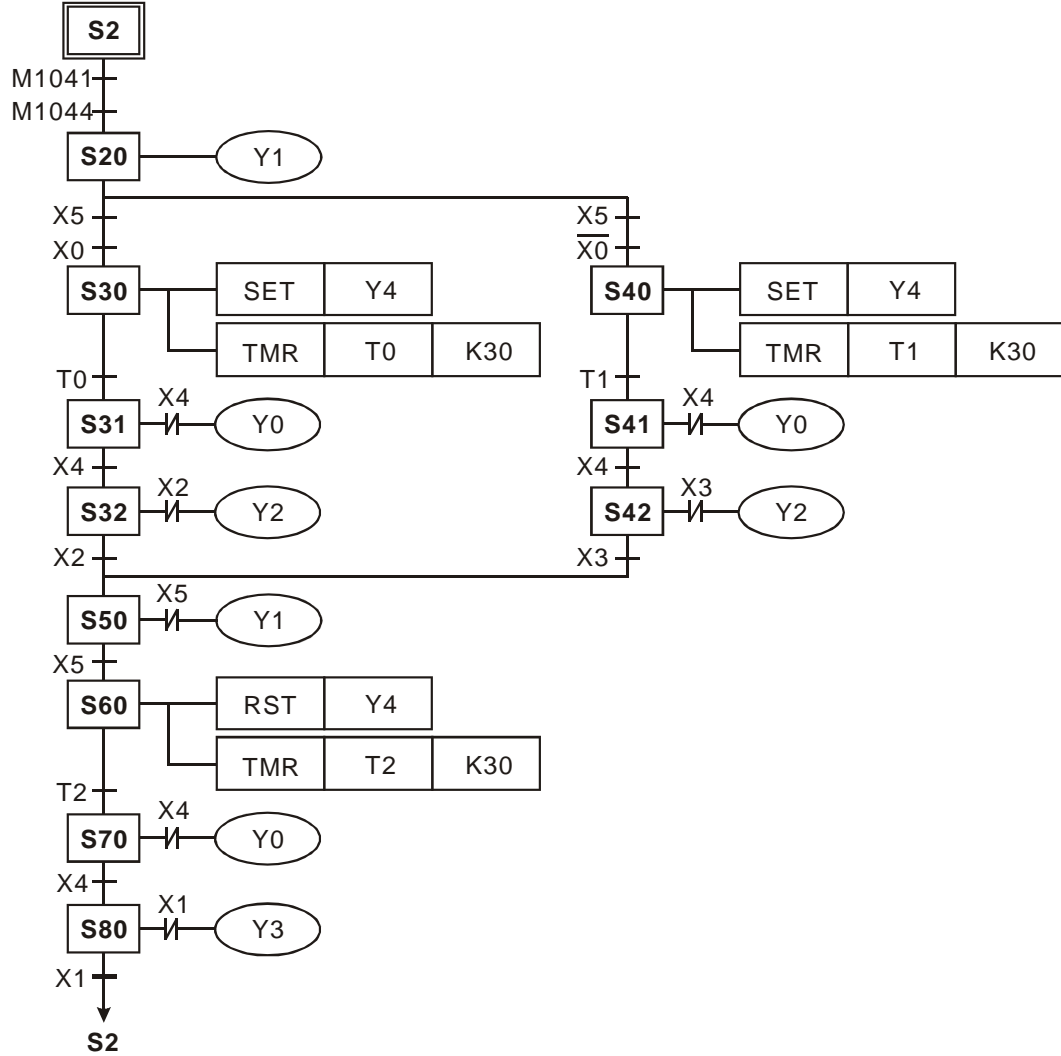 S2
M1041
M1044
S20 Y1
X5 X5
X0 X̅0̅
S30 SET Y4 S40 SET Y4
TMR T0 K30 TMR T1 K30
T0 T1
X4 X4
S31 Y0 S41 Y0
X4 X4
X2 X3
S32 Y2 S42 Y2
X2 X3
X5
S50 Y1
X5
S60 RST Y4
TMR T2 K30
T2
X4
S70 Y0
X4
X1
S80 Y3
X1
S2